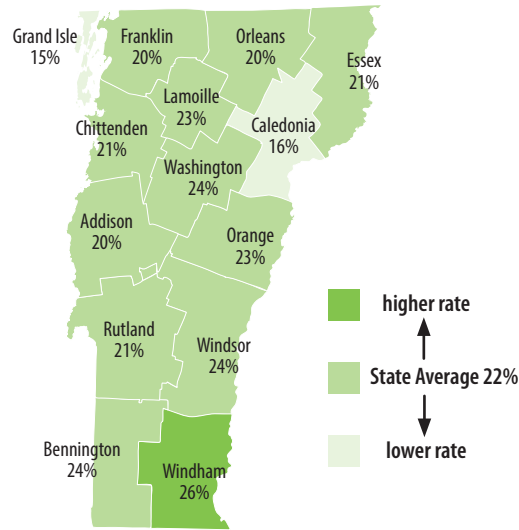 Grand Isle
15%
Franklin
20%
Orleans
20%
Essex
21%
Lamoille
23%
Chittenden
21%
Caledonia
16%
Washington
24%
Addison
20%
Orange
23%
Rutland
21%
Windsor
24%
Bennington
24%
Windham
26%
higher rate
State Average 22%
lower rate